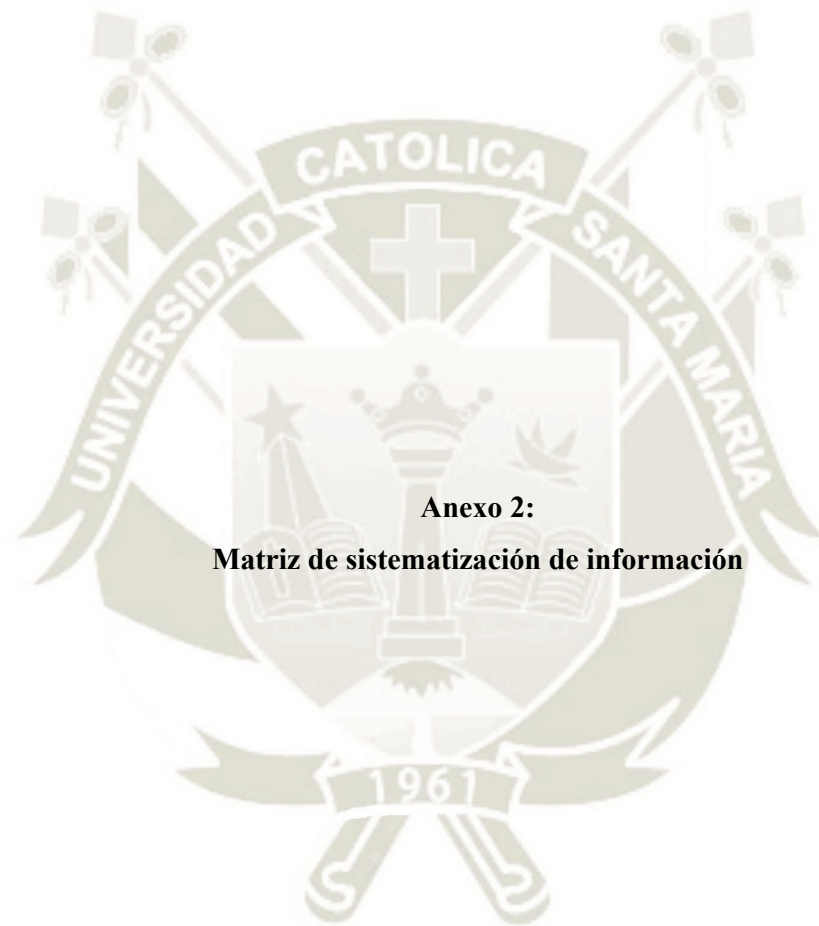 CATOLICA
UNIVERSIDAD
SANTA MARIA
Anexo 2:
Matriz de sistematización de información
1961